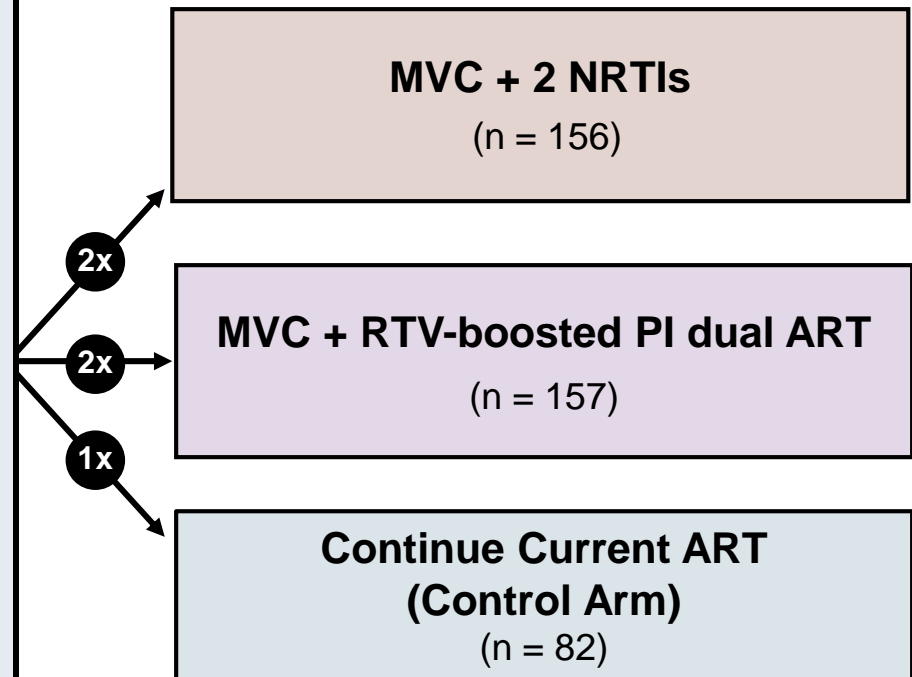 MVC + 2 NRTIs
(n = 156)
2x
MVC + RTV-boosted PI dual ART
(n = 157)
2x
1x
Continue Current ART
(Control Arm)
(n = 82)